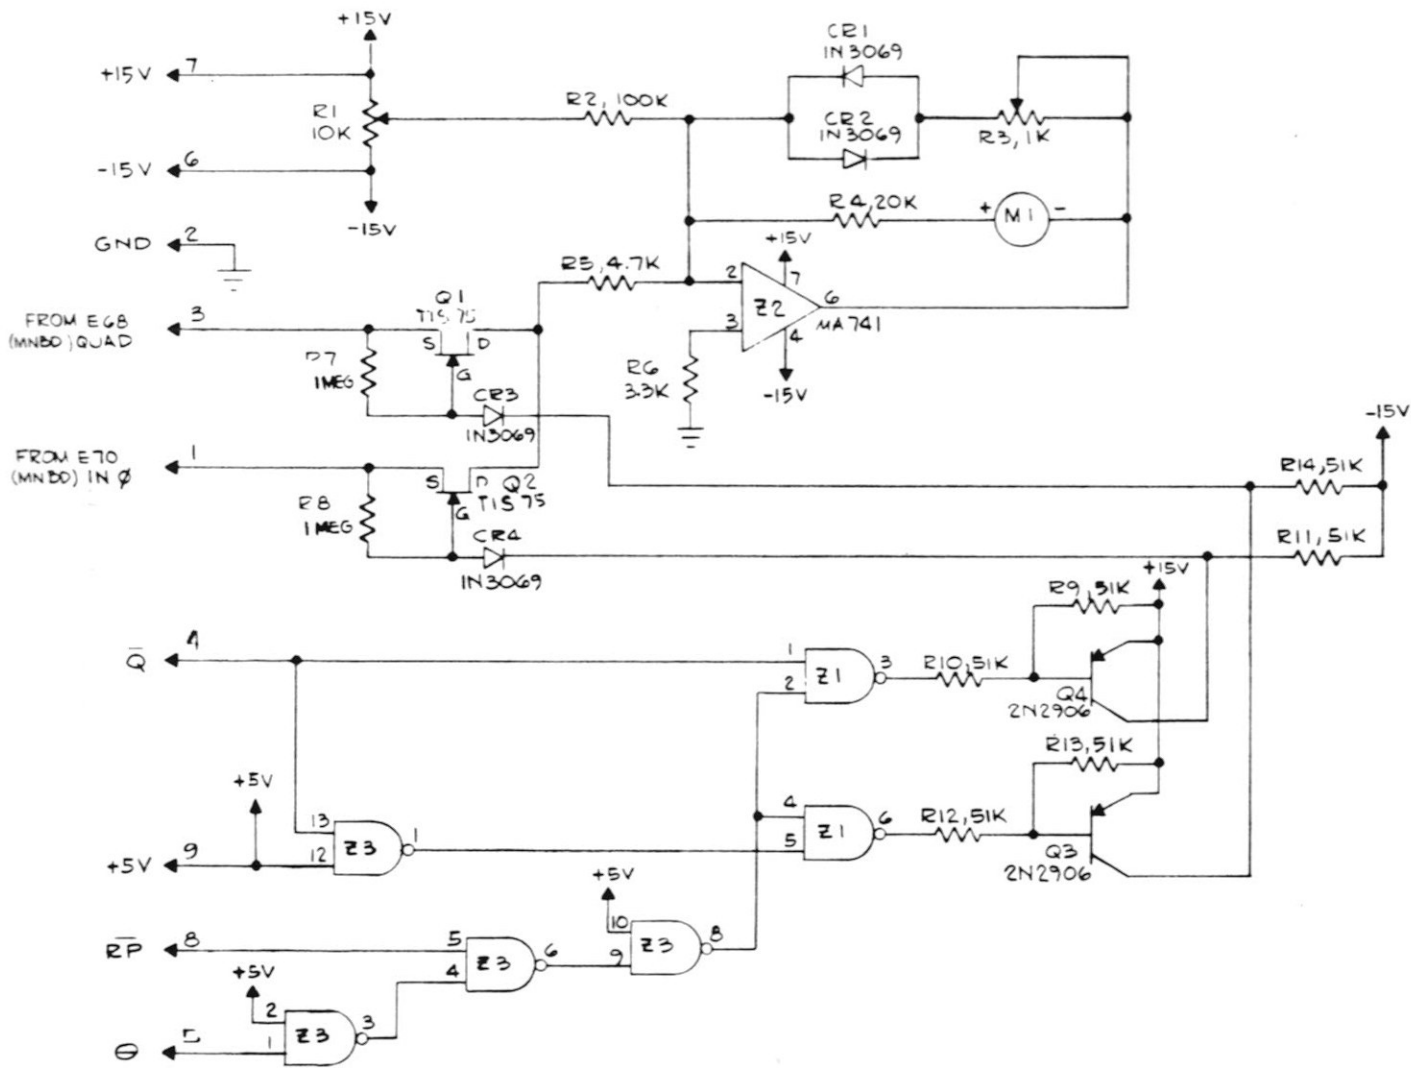 +15V
+15V
7
R1
10K
-15V
6
-15V
GND
2
R2, 100K
CR1
1N3069
CR2
1N3069
R3, 1K
R4, 20K
+
M1
-
+15V
R5, 4.7K
2
7
Z2
6
3
4
MA741
-15V
R6
3.3K
FROM E68
(MNBD) QUAD
3
Q1
TIS 75
S
D
G
R7
1MEG
CR3
1N3069
FROM E70
(MNBD) IN φ
1
S
D
Q2
TIS 75
G
R8
1MEG
CR4
1N3069
-15V
R14, 51K
R11, 51K
+15V
R9, 51K
Q̅
4
1
2
Z1
3
R10, 51K
Q4
2N2906
R13, 51K
+5V
13
12
Z3
1
+5V
9
4
5
Z1
6
R12, 51K
Q3
2N2906
+5V
10
9
Z3
8
R̅P̅
8
5
4
Z3
6
+5V
2
1
Z3
3
Θ
5